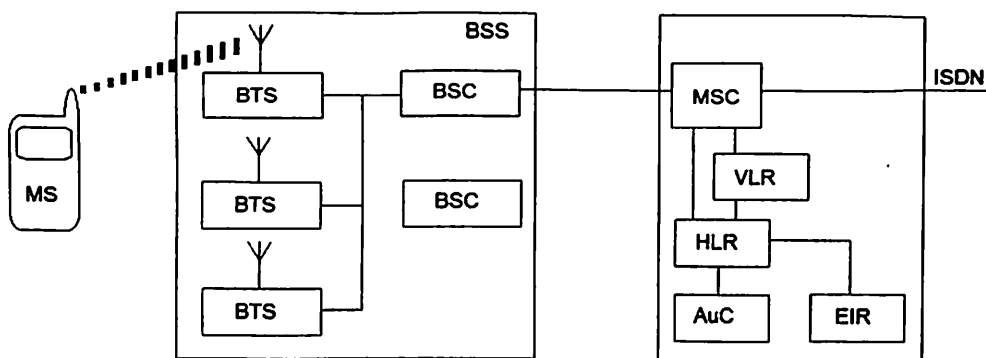 BSS
BTS
BSC
MSC
ISDN
MS
BTS
BSC
VLR
HLR
BTS
AuC
EIR